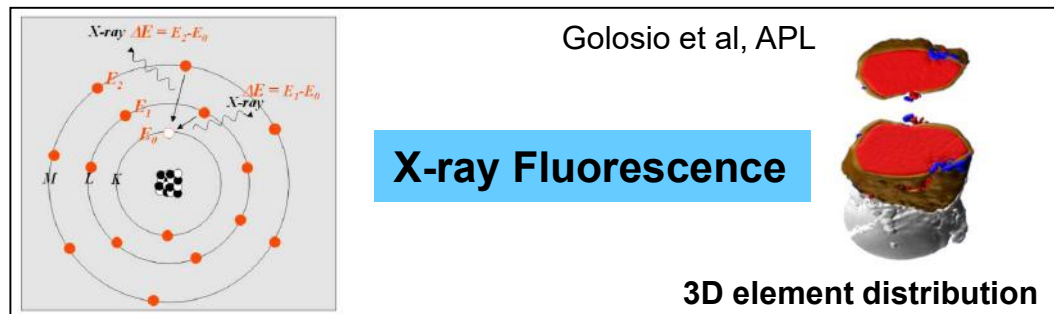 X-ray ΔE = E₂-E₀
E₂
ΔE = E₁-E₀
X-ray
E₁
E₀
M L K
X-ray Fluorescence
Golosio et al, APL
3D element distribution